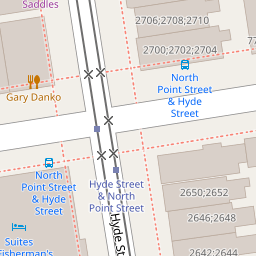 Saddles
2706;2708;2710
2700;2702;2704
North
Point Street
& Hyde
Street
Gary Danko
North
Point Street
& Hyde
Street
Hyde Street
& North
Point Street
Hyde St
2650;2652
2646;2648
2642;2644
Suites
Fisherman's